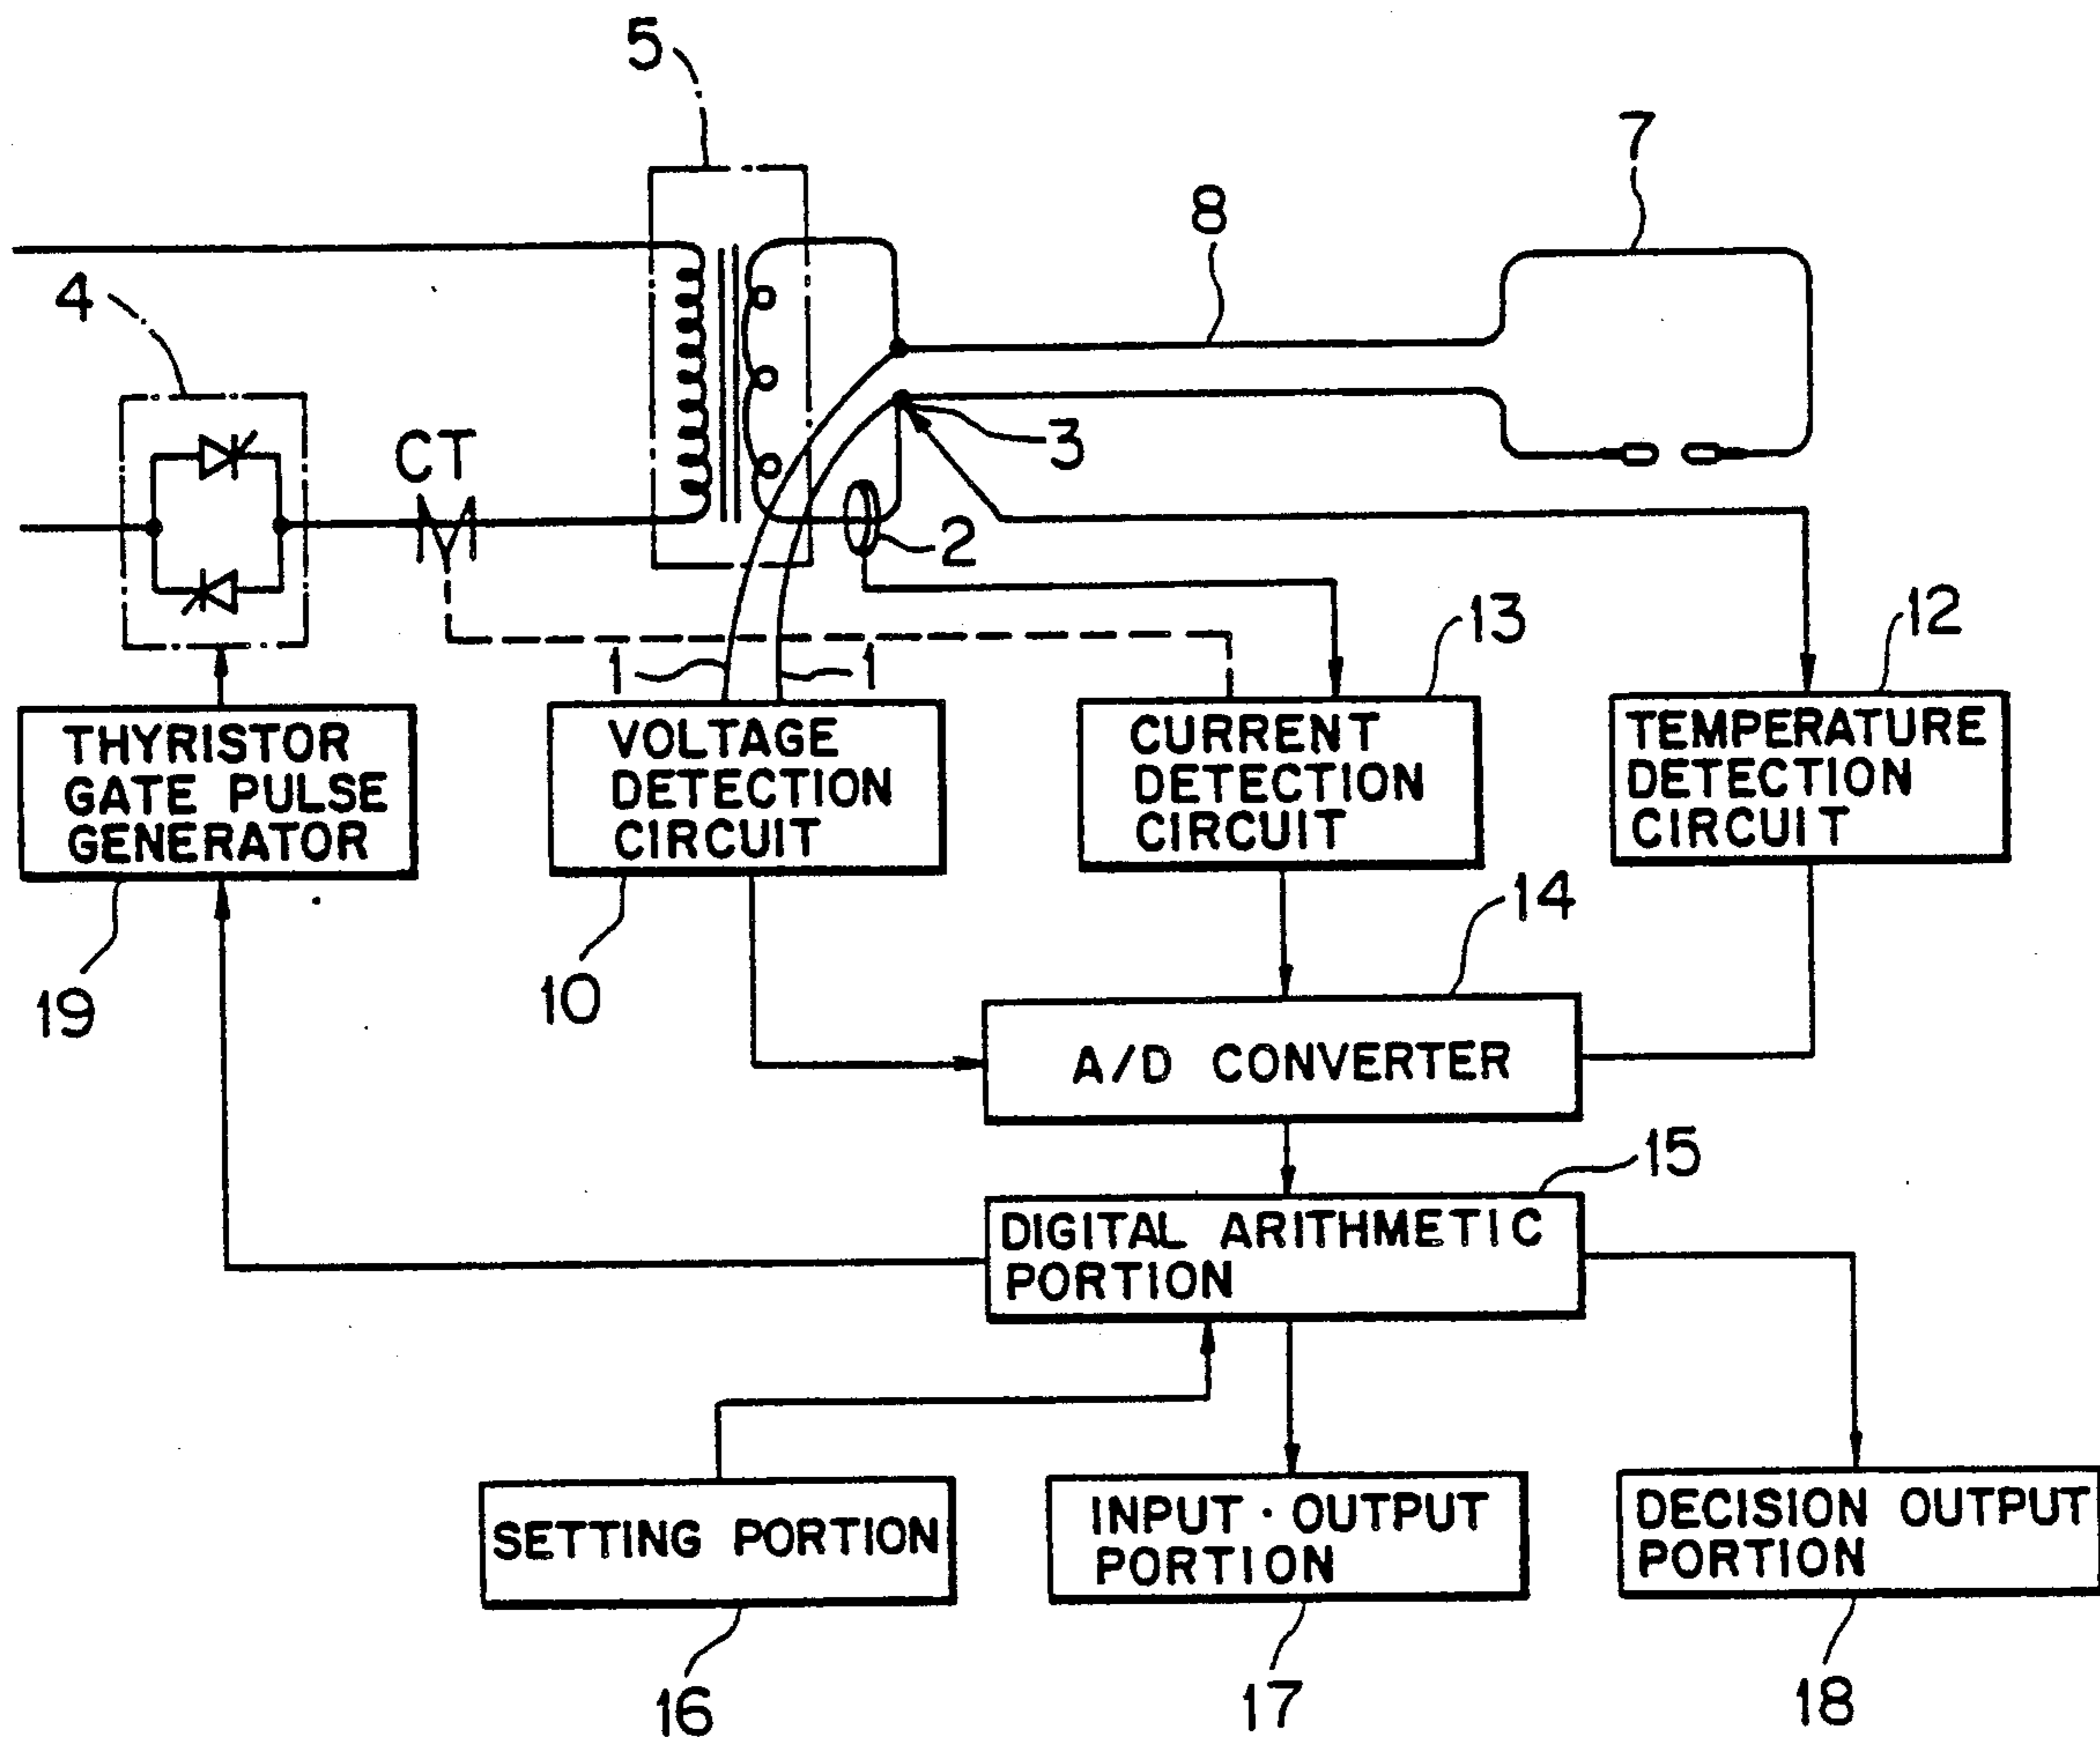 5
7
8
4
CT
3
2
13
12
1
1
THYRISTOR
GATE PULSE
GENERATOR
VOLTAGE
DETECTION
CIRCUIT
CURRENT
DETECTION
CIRCUIT
TEMPERATURE
DETECTION
CIRCUIT
14
19
10
A/D CONVERTER
15
DIGITAL ARITHMETIC
PORTION
SETTING PORTION
INPUT · OUTPUT
PORTION
DECISION OUTPUT
PORTION
16
17
18